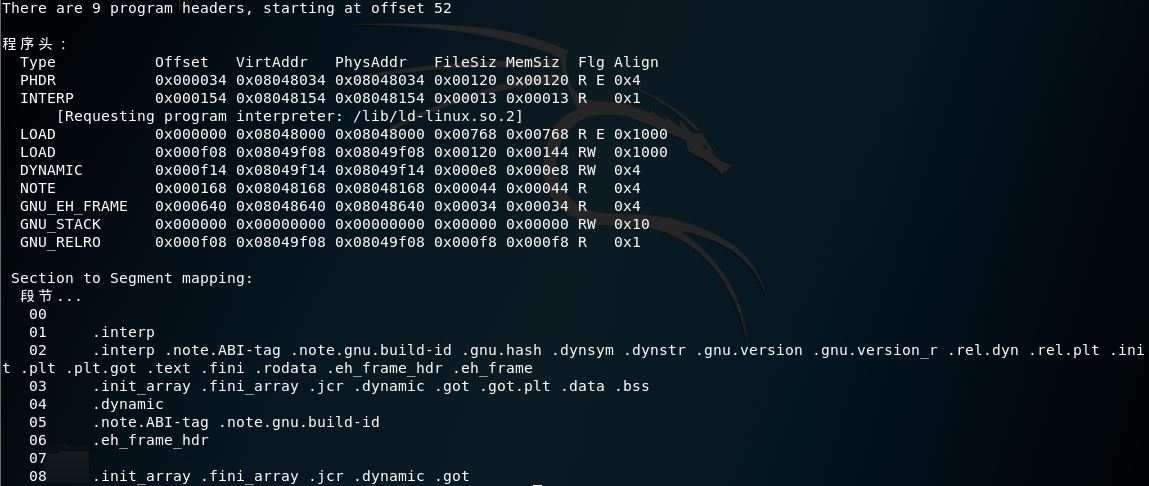 There are 9 program headers, starting at offset 52

程序头：
  Type           Offset   VirtAddr   PhysAddr   FileSiz MemSiz  Flg Align
  PHDR           0x000034 0x08048034 0x08048034 0x00120 0x00120 R E 0x4
  INTERP         0x000154 0x08048154 0x08048154 0x00013 0x00013 R   0x1
      [Requesting program interpreter: /lib/ld-linux.so.2]
  LOAD           0x000000 0x08048000 0x08048000 0x00768 0x00768 R E 0x1000
  LOAD           0x000f08 0x08049f08 0x08049f08 0x00120 0x00144 RW  0x1000
  DYNAMIC        0x000f14 0x08049f14 0x08049f14 0x000e8 0x000e8 RW  0x4
  NOTE           0x000168 0x08048168 0x08048168 0x00044 0x00044 R   0x4
  GNU_EH_FRAME   0x000640 0x08048640 0x08048640 0x00034 0x00034 R   0x4
  GNU_STACK      0x000000 0x00000000 0x00000000 0x00000 0x00000 RW  0x10
  GNU_RELRO      0x000f08 0x08049f08 0x08049f08 0x000f8 0x000f8 R   0x1

 Section to Segment mapping:
  段节...
   00
   01     .interp
   02     .interp .note.ABI-tag .note.gnu.build-id .gnu.hash .dynsym .dynstr .gnu.version .gnu.version_r .rel.dyn .rel.plt .ini
t .plt .plt.got .text .fini .rodata .eh_frame_hdr .eh_frame
   03     .init_array .fini_array .jcr .dynamic .got .got.plt .data .bss
   04     .dynamic
   05     .note.ABI-tag .note.gnu.build-id
   06     .eh_frame_hdr
   07
   08     .init_array .fini_array .jcr .dynamic .got